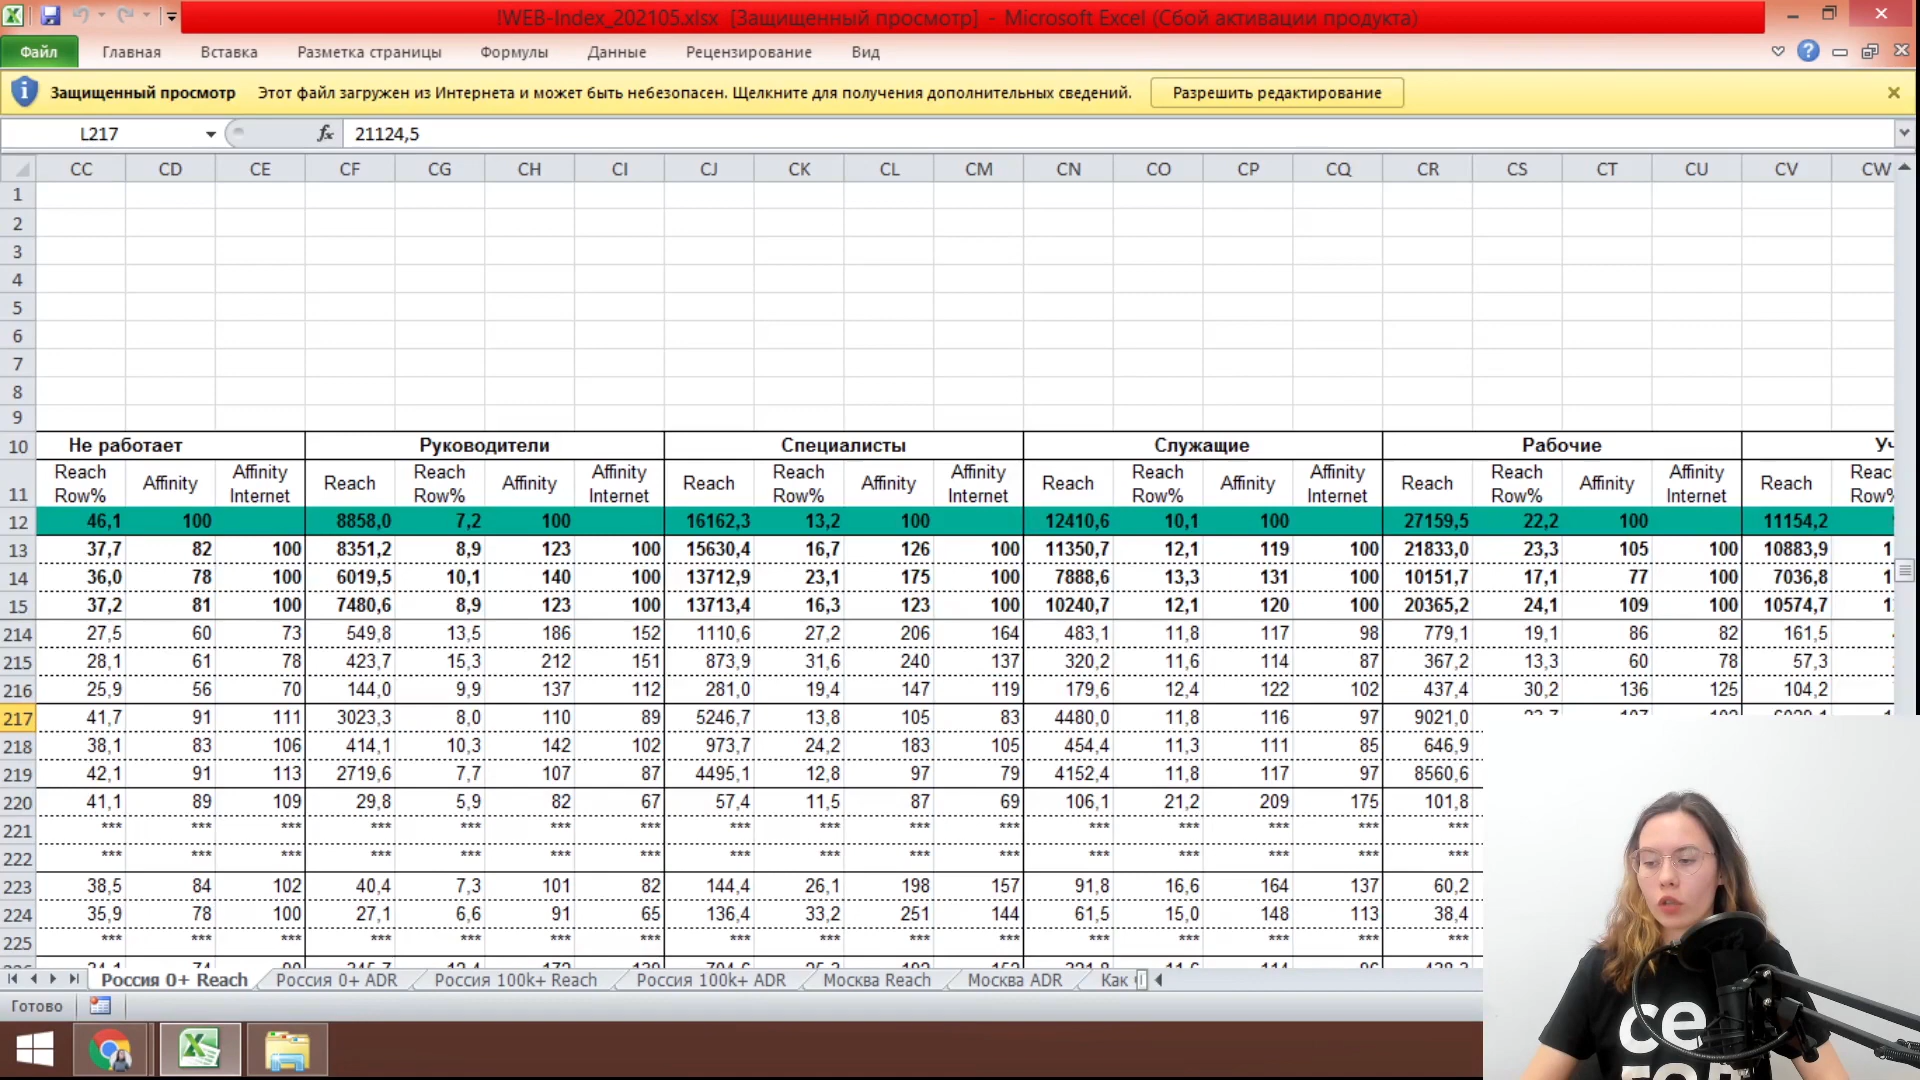 !WEB-Index_202105.xlsx [Защищенный просмотр] - Microsoft Excel (Сбой активации продукта)
Файл Главная Вставка Разметка страницы Формулы Данные Рецензирование Вид
Защищенный просмотр Этот файл загружен из Интернета и может быть небезопасен. Щелкните для получения дополнительных сведений. Разрешить редактирование
L217 fx 21124,5
CC CD CE CF CG CH CI CJ CK CL CM CN CO CP CQ CR CS CT CU CV CW
1
2
3
4
5
6
7
8
9
10 Не работает Руководители Специалисты Служащие Рабочие Уч
11 Reach Row% Affinity Affinity Internet Reach Reach Row% Affinity Affinity Internet Reach Reach Row% Affinity Affinity Internet Reach Reach Row% Affinity Affinity Internet Reach Reach Row% Affinity Affinity Internet Reach Reach Row%
12 46,1 100 8858,0 7,2 100 16162,3 13,2 100 12410,6 10,1 100 27159,5 22,2 100 11154,2
13 37,7 82 100 8351,2 8,9 123 100 15630,4 16,7 126 100 11350,7 12,1 119 100 21833,0 23,3 105 100 10883,9 1
14 36,0 78 100 6019,5 10,1 140 100 13712,9 23,1 175 100 7888,6 13,3 131 100 10151,7 17,1 77 100 7036,8 1
15 37,2 81 100 7480,6 8,9 123 100 13713,4 16,3 123 100 10240,7 12,1 120 100 20365,2 24,1 109 100 10574,7 1
214 27,5 60 73 549,8 13,5 186 152 1110,6 27,2 206 164 483,1 11,8 117 98 779,1 19,1 86 82 161,5
215 28,1 61 78 423,7 15,3 212 151 873,9 31,6 240 137 320,2 11,6 114 87 367,2 13,3 60 78 57,3
216 25,9 56 70 144,0 9,9 137 112 281,0 19,4 147 119 179,6 12,4 122 102 437,4 30,2 136 125 104,2
217 41,7 91 111 3023,3 8,0 110 89 5246,7 13,8 105 83 4480,0 11,8 116 97 9021,0
218 38,1 83 106 414,1 10,3 142 102 973,7 24,2 183 105 454,4 11,3 111 85 646,9
219 42,1 91 113 2719,6 7,7 107 87 4495,1 12,8 97 79 4152,4 11,8 117 97 8560,6
220 41,1 89 109 29,8 5,9 82 67 57,4 11,5 87 69 106,1 21,2 209 175 101,8
221 *** *** *** *** *** *** *** *** *** *** *** *** *** *** *** ***
222 *** *** *** *** *** *** *** *** *** *** *** *** *** *** *** ***
223 38,5 84 102 40,4 7,3 101 82 144,4 26,1 198 157 91,8 16,6 164 137 60,2
224 35,9 78 100 27,1 6,6 91 65 136,4 33,2 251 144 61,5 15,0 148 113 38,4
225 *** *** *** *** *** *** *** *** *** *** *** *** *** *** *** ***
Россия 0+ Reach Россия 0+ ADR Россия 100k+ Reach Россия 100k+ ADR Москва Reach Москва ADR Как
Готово
се